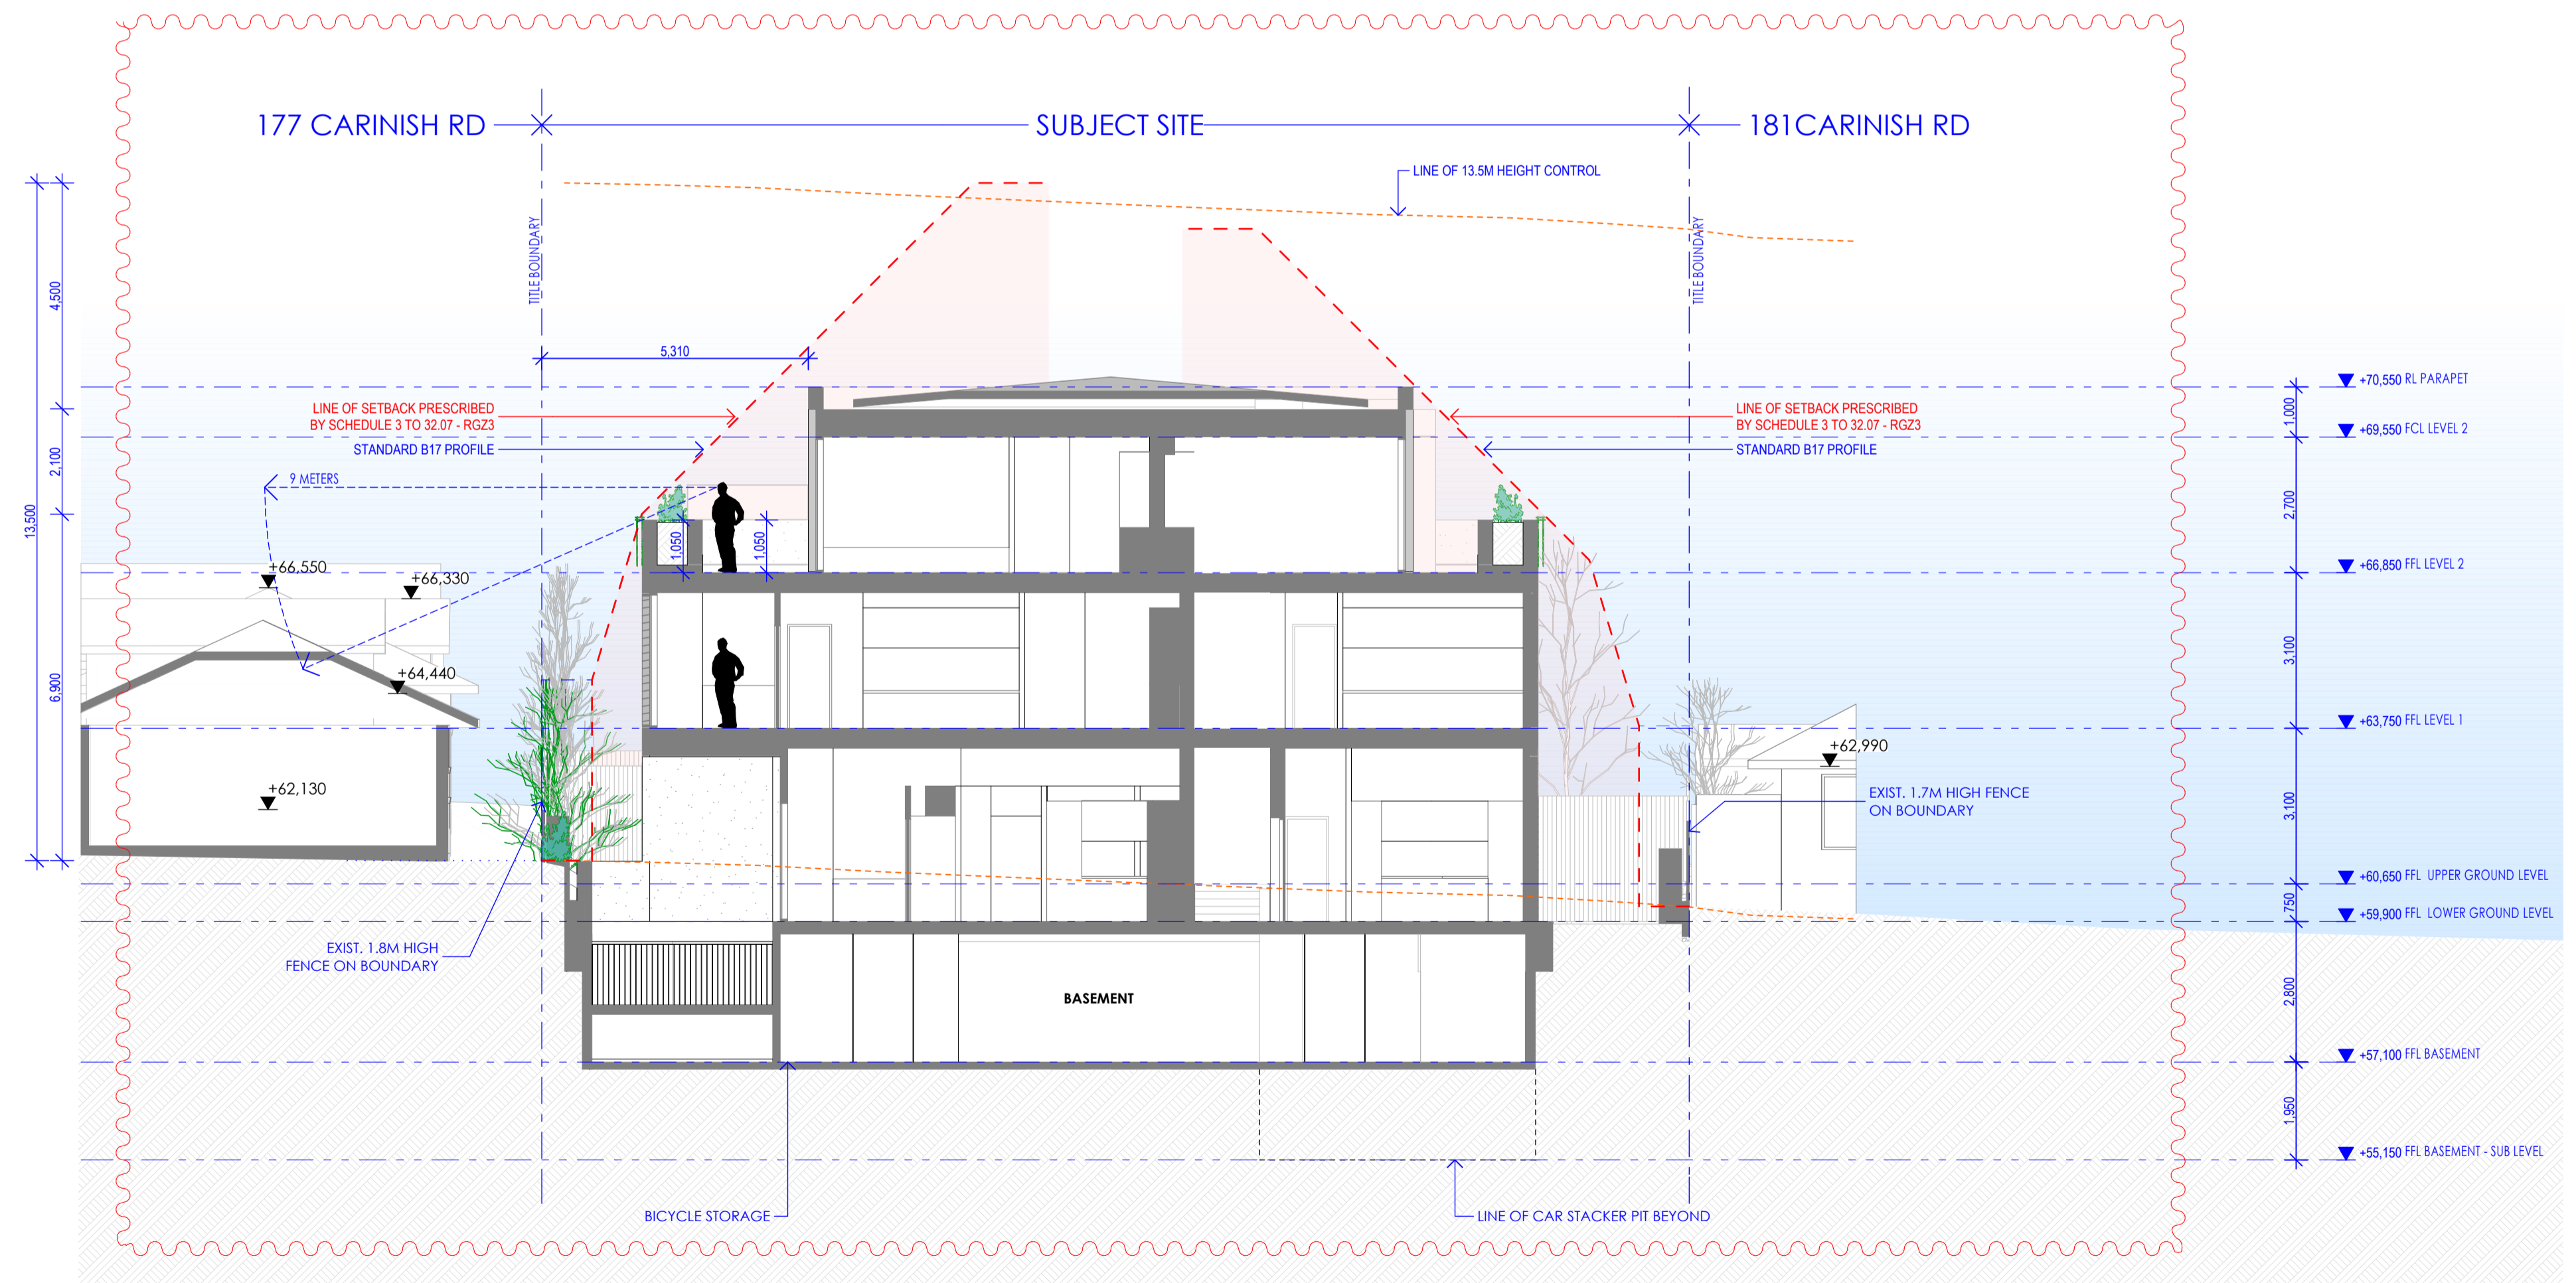 177 CARINISH RD
SUBJECT SITE
181CARINISH RD
LINE OF 13.5M HEIGHT CONTROL
TITLE BOUNDARY
TITLE BOUNDARY
4,500
5,310
+70,550 RL PARAPET
LINE OF SETBACK PRESCRIBED
BY SCHEDULE 3 TO 32.07 - RGZ3
LINE OF SETBACK PRESCRIBED
BY SCHEDULE 3 TO 32.07 - RGZ3
1,000
+69,550 FCL LEVEL 2
STANDARD B17 PROFILE
STANDARD B17 PROFILE
2,100
9 METERS
2,700
13,500
1,050
1,050
+66,550
+66,330
+66,850 FFL LEVEL 2
3,100
+64,440
6,900
+63,750 FFL LEVEL 1
+62,990
+62,130
EXIST. 1.7M HIGH FENCE
ON BOUNDARY
3,100
+60,650 FFL UPPER GROUND LEVEL
750
+59,900 FFL LOWER GROUND LEVEL
EXIST. 1.8M HIGH
FENCE ON BOUNDARY
BASEMENT
2,800
+57,100 FFL BASEMENT
1,950
+55,150 FFL BASEMENT - SUB LEVEL
BICYCLE STORAGE
LINE OF CAR STACKER PIT BEYOND